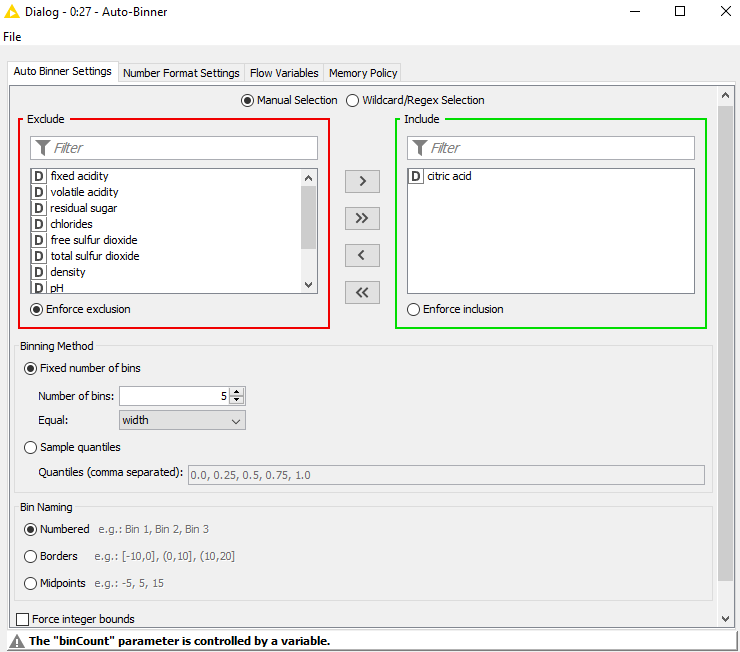 Dialog - 0:27 - Auto-Binner
File
Auto Binner Settings Number Format Settings Flow Variables Memory Policy
Manual Selection Wildcard/Regex Selection
Exclude
Filter
D fixed acidity
D volatile acidity
D residual sugar
D chlorides
D free sulfur dioxide
D total sulfur dioxide
D density
D pH
Enforce exclusion
>
>>
<
<<
Include
Filter
D citric acid
Enforce inclusion
Binning Method
Fixed number of bins
Number of bins: 5
Equal: width
Sample quantiles
Quantiles (comma separated): 0.0, 0.25, 0.5, 0.75, 1.0
Bin Naming
Numbered e.g.: Bin 1, Bin 2, Bin 3
Borders e.g.: [-10,0], (0,10], (10,20]
Midpoints e.g.: -5, 5, 15
Force integer bounds
The "binCount" parameter is controlled by a variable.